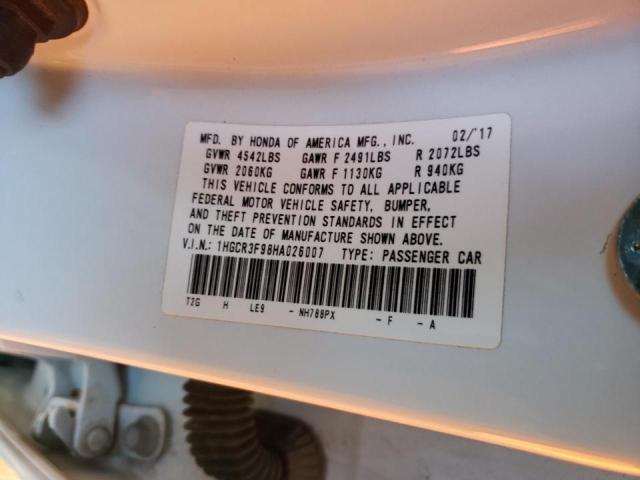 MFD. BY HONDA OF AMERICA MFG., INC. 02/'17
GVWR 4542LBS GAWR F 2491LBS R 2072LBS
GVWR 2060KG GAWR F 1130KG R 940KG
THIS VEHICLE CONFORMS TO ALL APPLICABLE
FEDERAL MOTOR VEHICLE SAFETY, BUMPER,
AND THEFT PREVENTION STANDARDS IN EFFECT
ON THE DATE OF MANUFACTURE SHOWN ABOVE.
V.I.N.: 1HGCR3F98HA026007 TYPE: PASSENGER CAR
T2G H LE9 - NH788PX - F - A